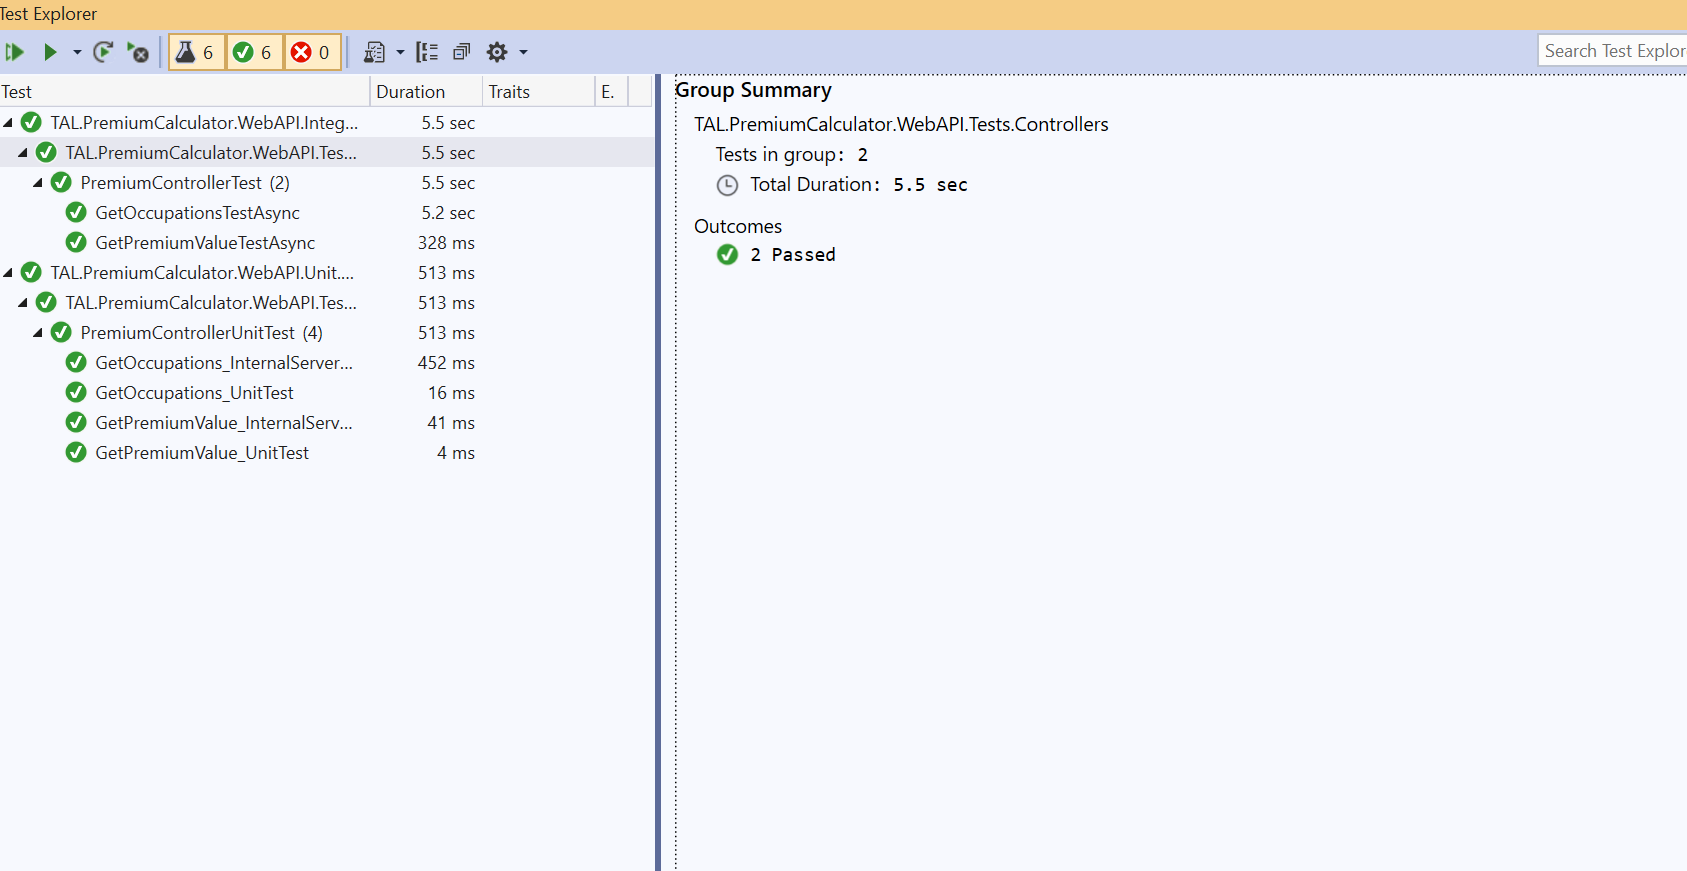 Test Explorer
6 6 0
Search Test Explor
Test Duration Traits E.
TAL.PremiumCalculator.WebAPI.Integ... 5.5 sec
TAL.PremiumCalculator.WebAPI.Tes... 5.5 sec
PremiumControllerTest (2) 5.5 sec
GetOccupationsTestAsync 5.2 sec
GetPremiumValueTestAsync 328 ms
TAL.PremiumCalculator.WebAPI.Unit.... 513 ms
TAL.PremiumCalculator.WebAPI.Tes... 513 ms
PremiumControllerUnitTest (4) 513 ms
GetOccupations_InternalServer... 452 ms
GetOccupations_UnitTest 16 ms
GetPremiumValue_InternalServ... 41 ms
GetPremiumValue_UnitTest 4 ms
Group Summary
TAL.PremiumCalculator.WebAPI.Tests.Controllers
Tests in group: 2
Total Duration: 5.5 sec
Outcomes
2 Passed